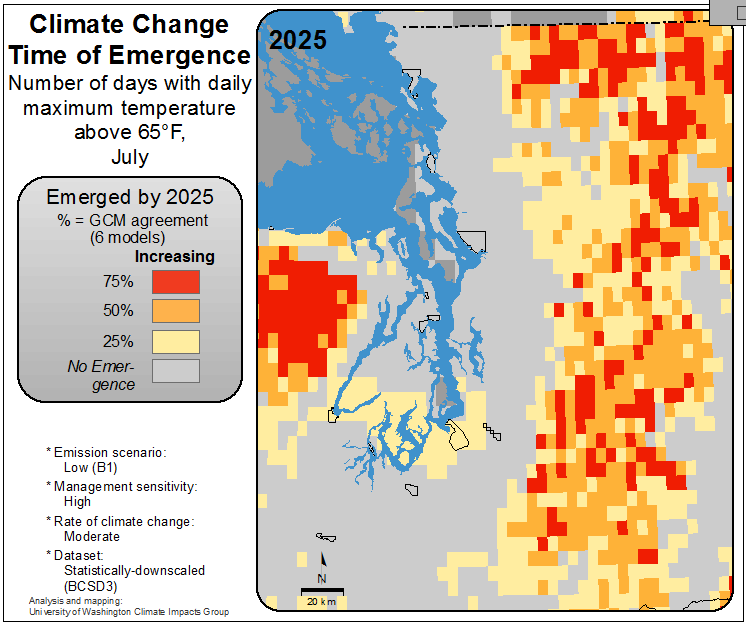 Climate Change
Time of Emergence
Number of days with daily
maximum temperature
above 65°F,
July
Emerged by 2025
% = GCM agreement
(6 models)
Increasing
75%
50%
25%
No Emer-
gence
* Emission scenario:
Low (B1)
* Management sensitivity:
High
* Rate of climate change:
Moderate
* Dataset:
Statistically-downscaled
(BCSD3)
Analysis and mapping:
University of Washington Climate Impacts Group
2025
N
20 km